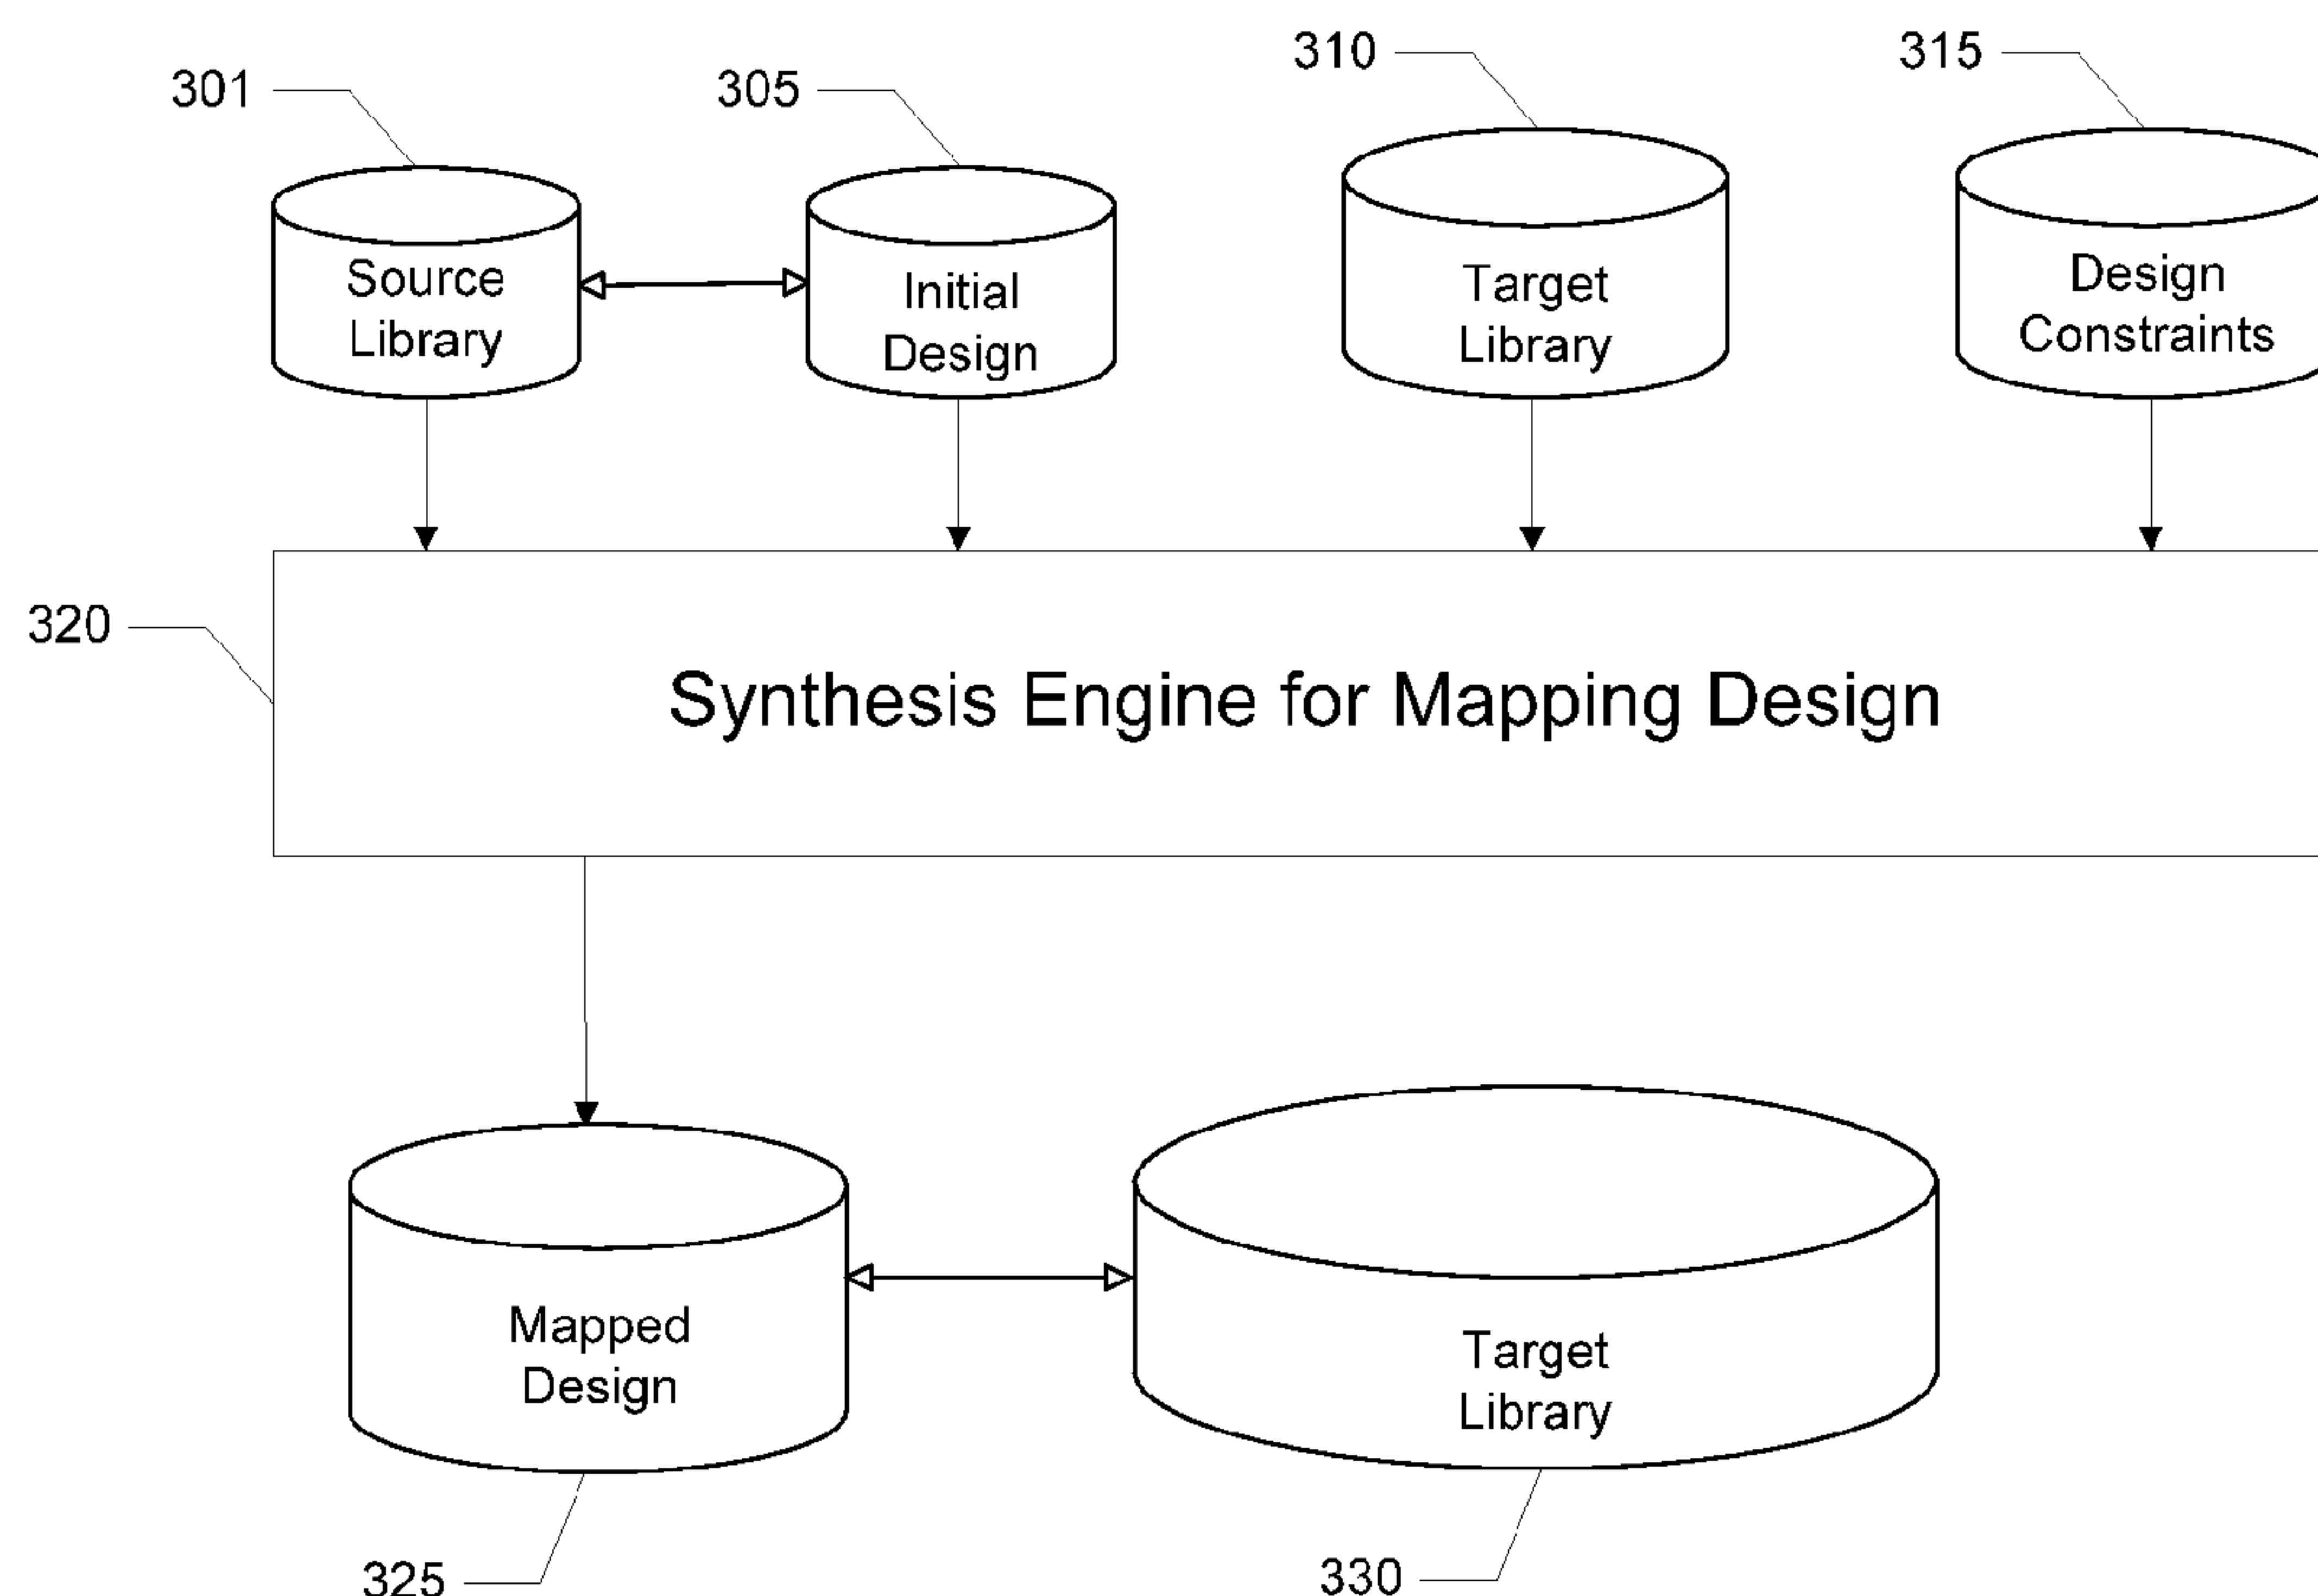 301
305
310
315
Source
Library
Initial
Design
Target
Library
Design
Constraints
320
Synthesis Engine for Mapping Design
Mapped
Design
Target
Library
325
330